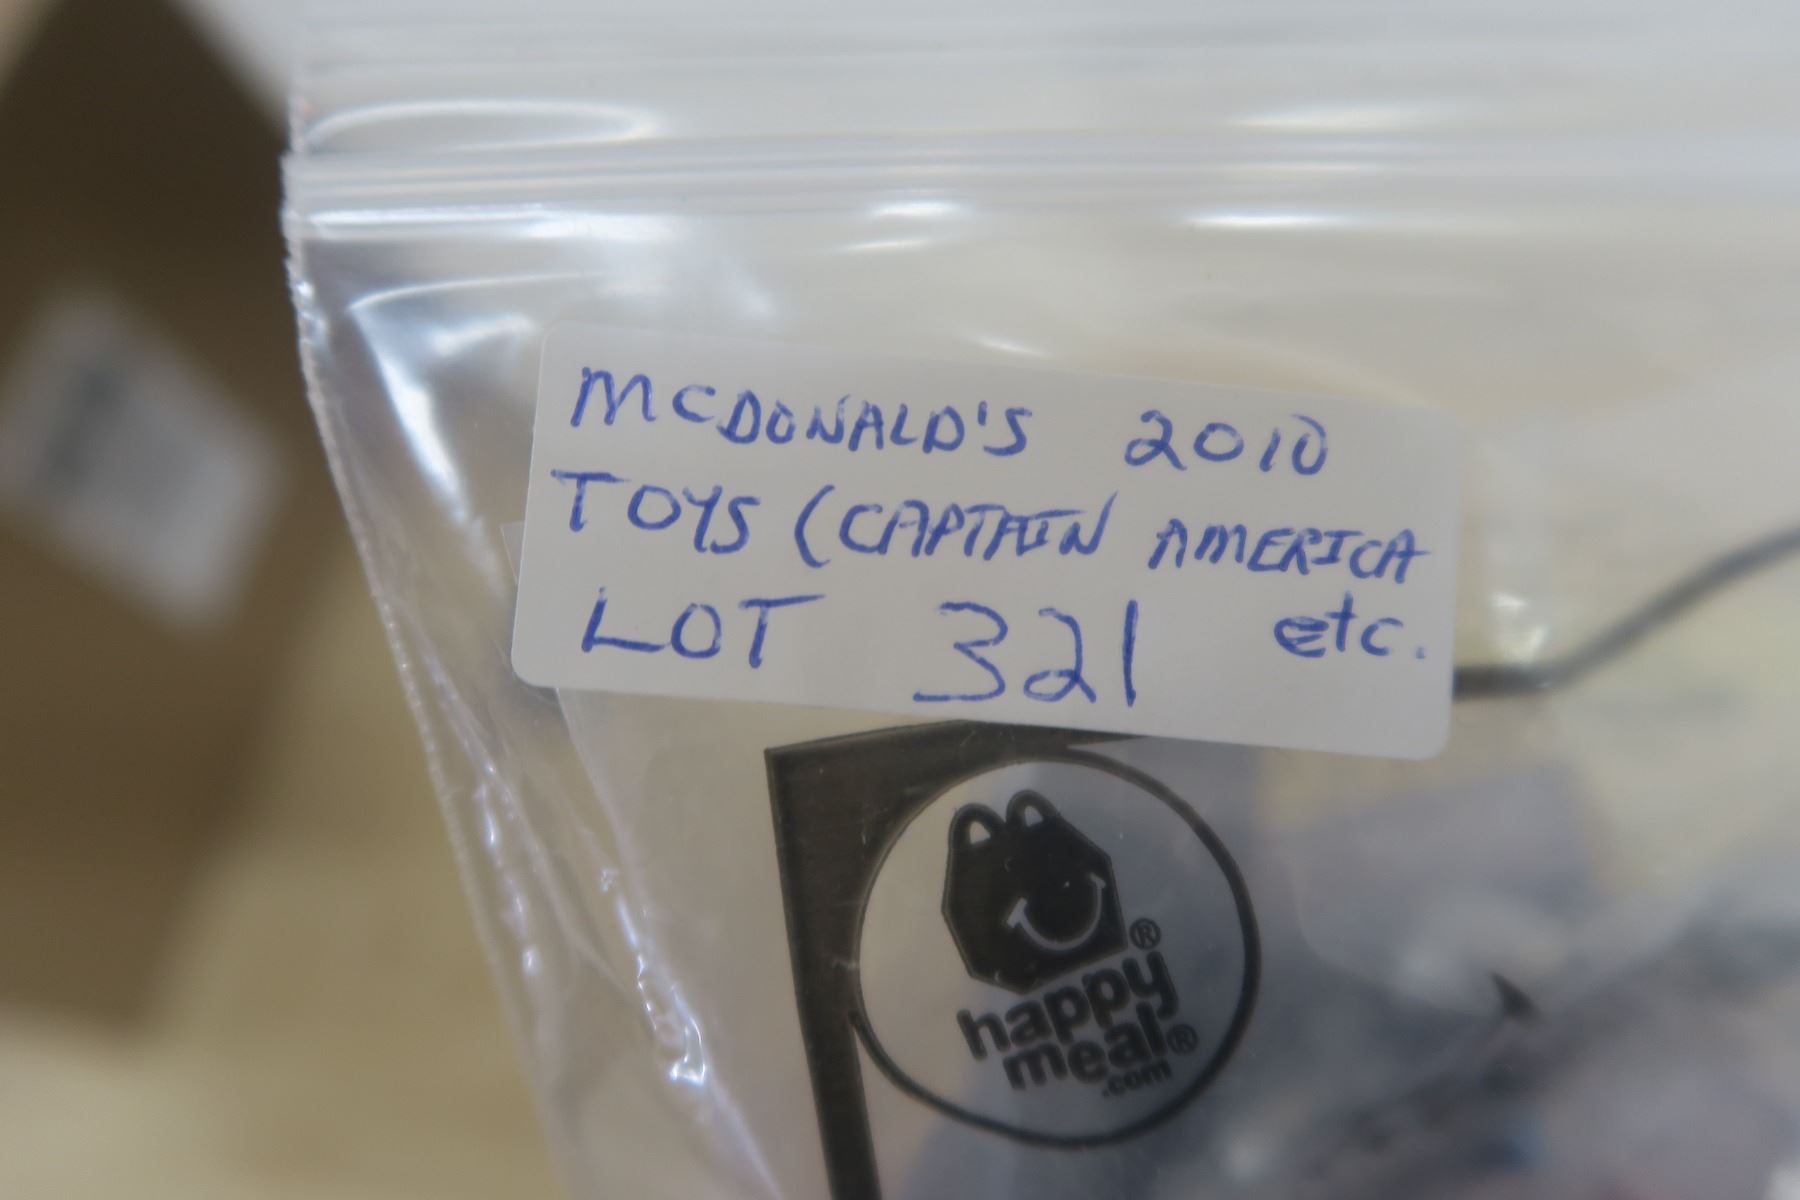 McDONALD'S 2010
TOYS (CAPTAIN AMERICA
LOT 321 etc.
happy
meal®
.com